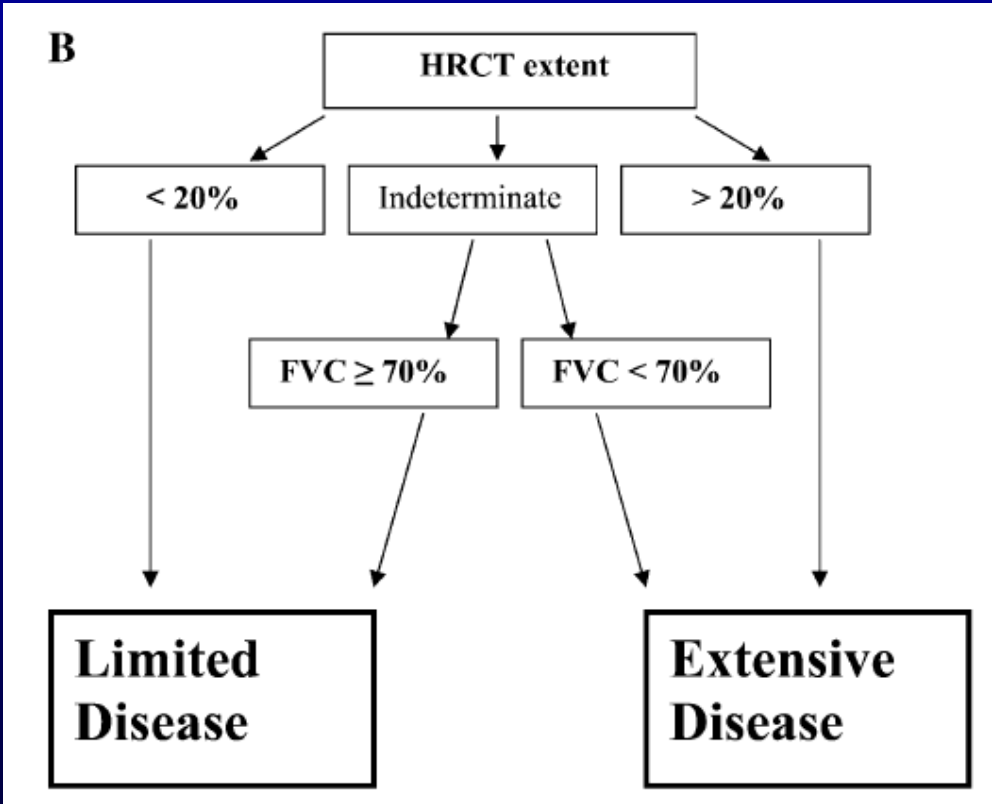 B
HRCT extent
< 20%
Indeterminate
> 20%
FVC ≥ 70%
FVC < 70%
Limited
Disease
Extensive
Disease